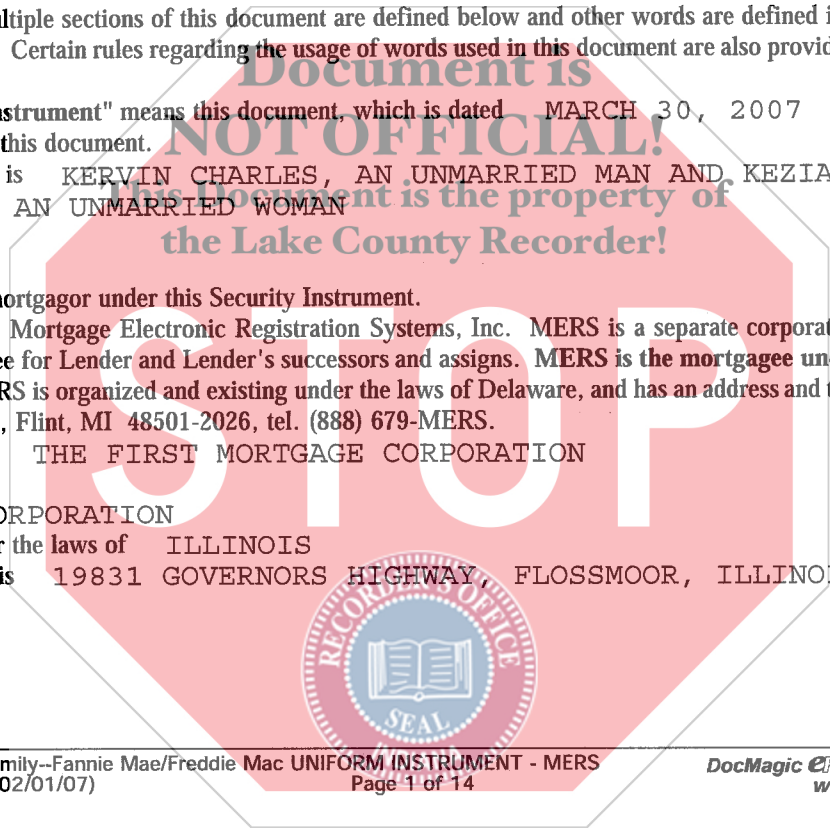 ltiple sections of this document are defined below and other words are defined i
Certain rules regarding the usage of words used in this document are also provid
Document is
nstrument" means this document, which is dated MARCH 30, 2007
this document.
NOT OFFICIAL!
is KERVIN CHARLES, AN UNMARRIED MAN AND KEZIA
This Document is the property of
AN UNMARRIED WOMAN
the Lake County Recorder!
mortgagor under this Security Instrument.
Mortgage Electronic Registration Systems, Inc. MERS is a separate corporat
ee for Lender and Lender's successors and assigns. MERS is the mortgagee un
RS is organized and existing under the laws of Delaware, and has an address and t
, Flint, MI 48501-2026, tel. (888) 679-MERS.
THE FIRST MORTGAGE CORPORATION
STOP
ORPORATION
r the laws of ILLINOIS
is 19831 GOVERNORS HIGHWAY, FLOSSMOOR, ILLINOI
RECORDER'S OFFICE
SEAL
INDIANA
mily--Fannie Mae/Freddie Mac UNIFORM INSTRUMENT - MERS
02/01/07)
Page 1 of 14
DocMagic
w